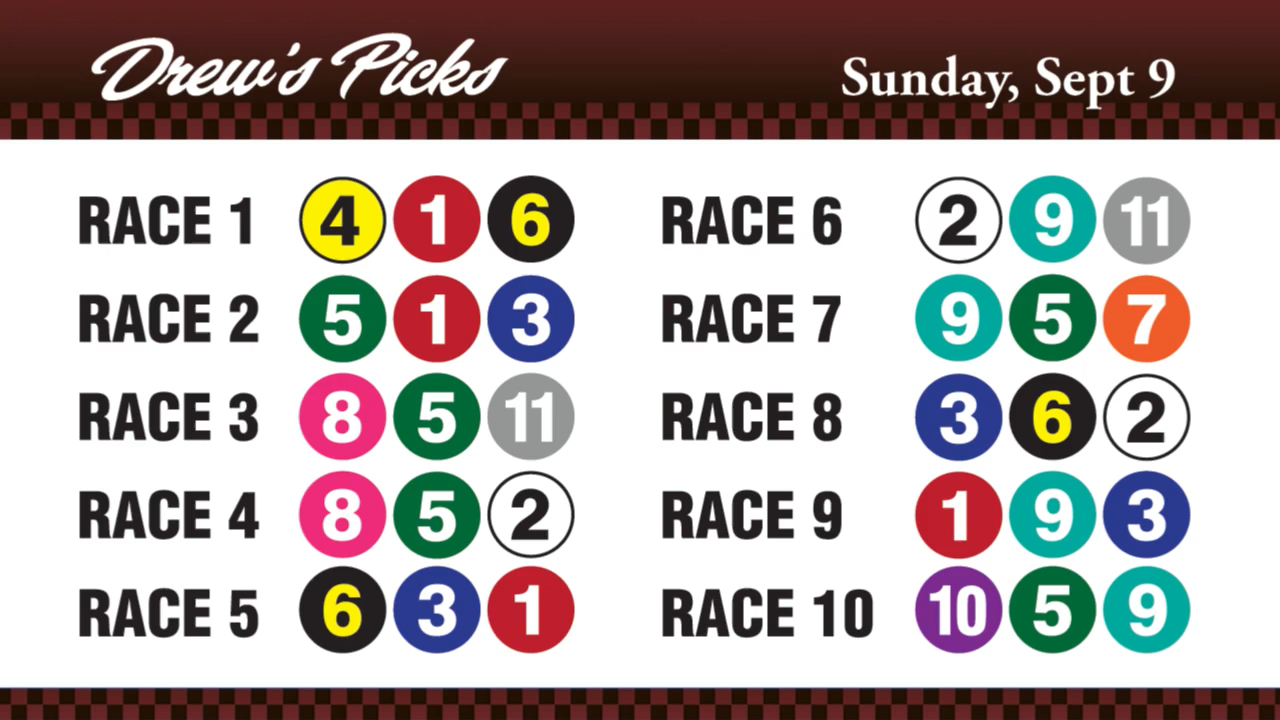 Drew's Picks
Sunday, Sept 9
RACE 1 4 1 6
RACE 2 5 1 3
RACE 3 8 5 11
RACE 4 8 5 2
RACE 5 6 3 1
RACE 6 2 9 11
RACE 7 9 5 7
RACE 8 3 6 2
RACE 9 1 9 3
RACE 10 10 5 9